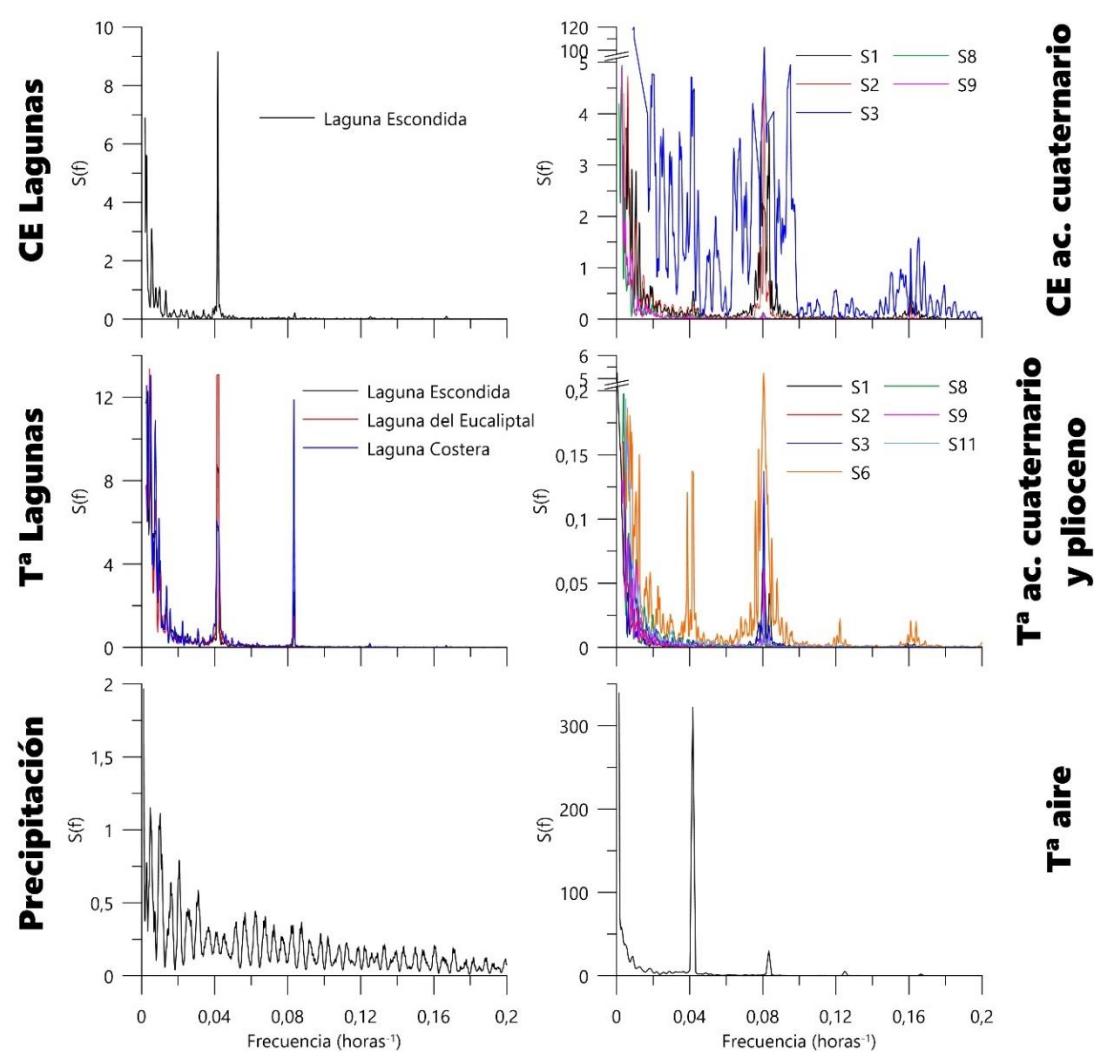 CE Lagunas
10
8
6
4
2
0
S(f)
Laguna Escondida
120
100
5
4
3
2
1
0
S(f)
S1
S8
S2
S9
S3
CE ac. cuaternario
Tª Lagunas
12
8
4
0
S(f)
Laguna Escondida
Laguna del Eucaliptal
Laguna Costera
6
5
0,2
0,15
0,1
0,05
0
S(f)
S1
S8
S2
S9
S3
S11
S6
Tª ac. cuaternario
y plioceno
Precipitación
2
1,5
1
0,5
0
S(f)
0
0,04
0,08
0,12
0,16
0,2
Frecuencia (horas⁻¹)
300
200
100
0
S(f)
0
0,04
0,08
0,12
0,16
0,2
Frecuencia (horas⁻¹)
Tª aire